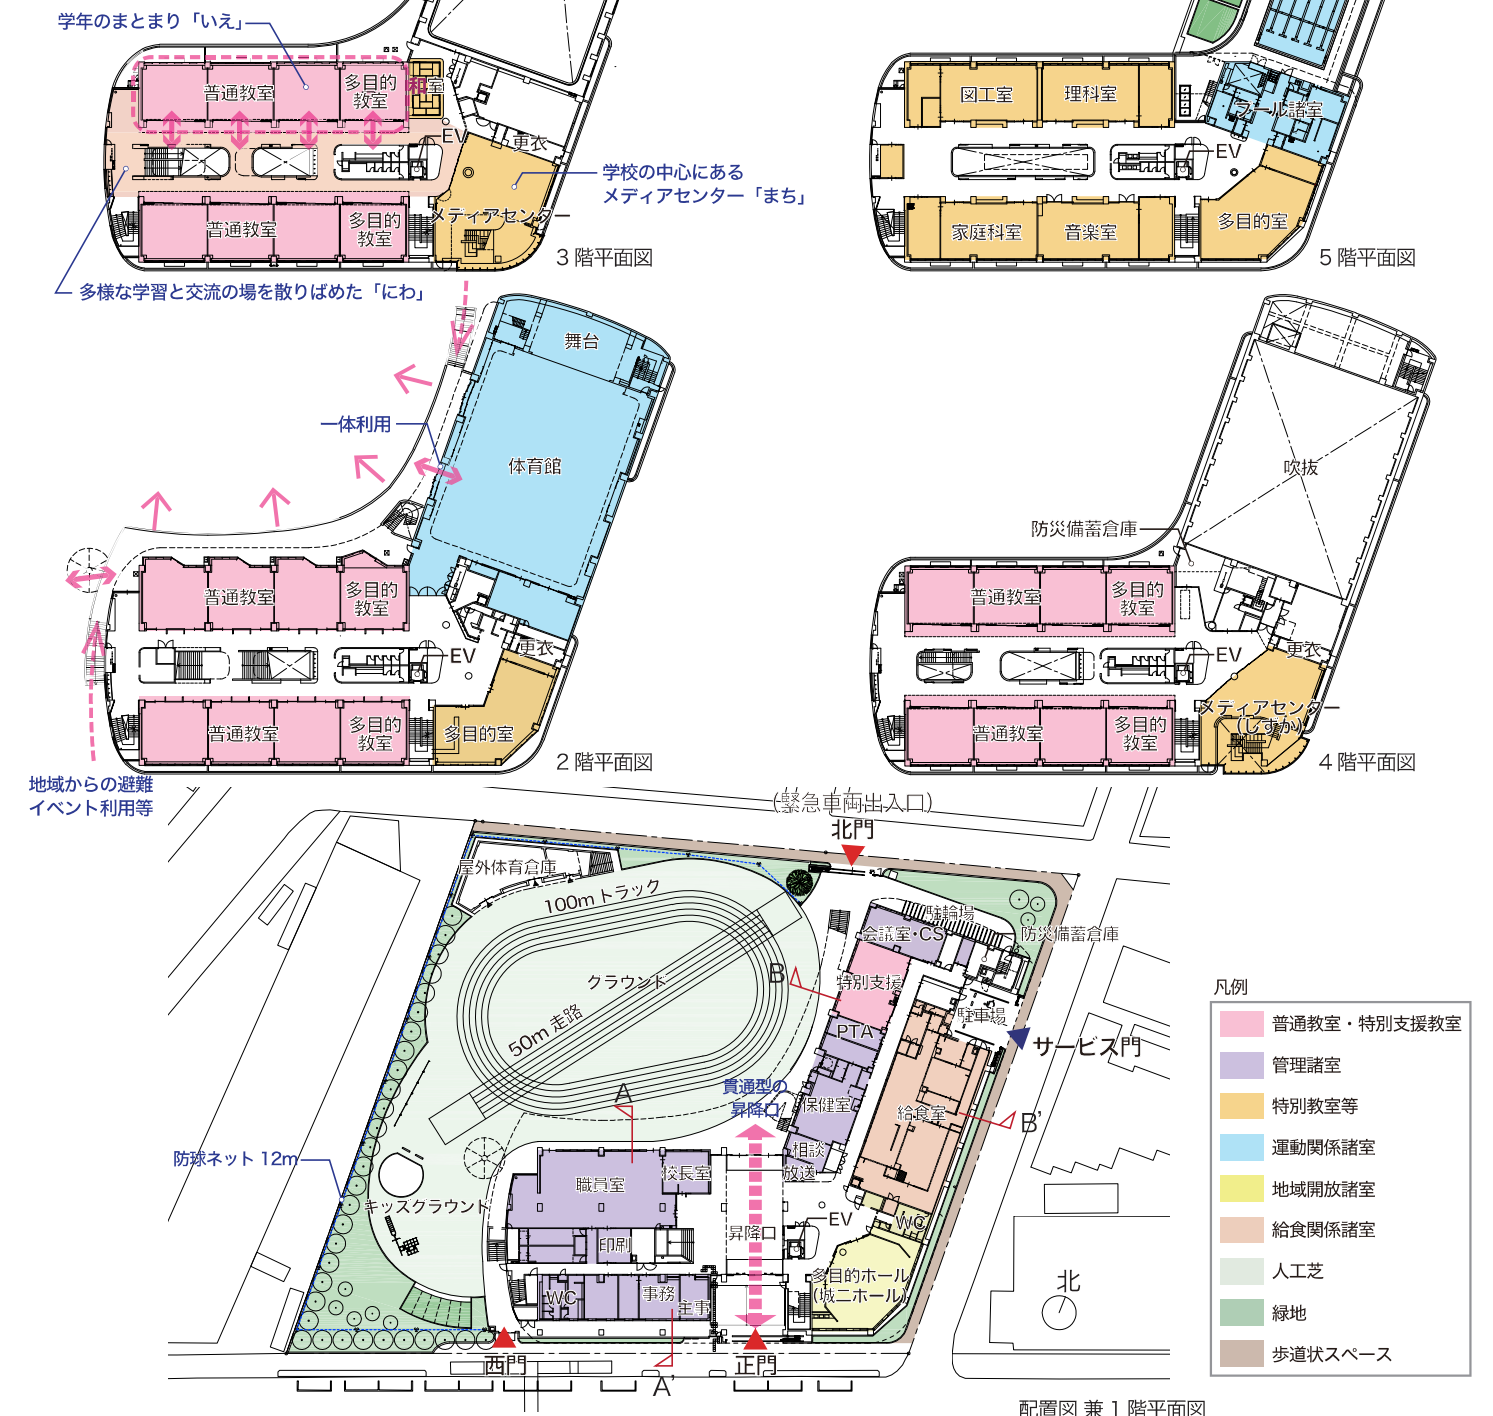 学年のまとまり「いえ」
普通教室
多目的
教室
和室
EV
更衣
学校の中心にある
メディアセンター「まち」
メディアセンター
普通教室
多目的
教室
3階平面図
多様な学習と交流の場を散りばめた「にわ」
図工室
理科室
プール諸室
EV
家庭科室
音楽室
多目的室
5階平面図
舞台
一体利用
体育館
普通教室
多目的
教室
更衣
EV
普通教室
多目的
教室
多目的室
2階平面図
地域からの避難
イベント利用等
吹抜
防災備蓄倉庫
普通教室
多目的
教室
更衣
EV
メディアセンター
(しずか)
普通教室
多目的
教室
4階平面図
(緊急車両出入口)
北門
屋外体育倉庫
100mトラック
駐輪場
会議室・CS
防災備蓄倉庫
グラウンド
B
特別支援
50m 走路
PTA
駐車場
サービス門
A
貫通型の
昇降口
保健室
給食室
B'
防球ネット 12m
相談
放送
職員室
校長室
キッズグラウンド
EV
WC
昇降口
印刷
多目的ホール
(城二ホール)
WC
事務
主事
北
西門
正門
A'
配置図 兼 1階平面図
凡例
普通教室・特別支援教室
管理諸室
特別教室等
運動関係諸室
地域開放諸室
給食関係諸室
人工芝
緑地
歩道状スペース